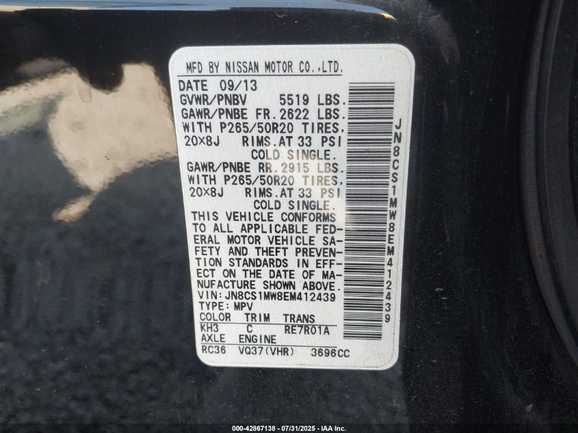 MFD BY NISSAN MOTOR CO.,LTD.
DATE 09/13
GVWR/PNBV 5519 LBS.
GAWR/PNBE FR.2622 LBS.
WITH P265/50R20 TIRES.
20×8J RIMS.AT 33 PSI
COLD SINGLE.
GAWR/PNBE RR.2915 LBS.
WITH P265/50R20 TIRES.
20×8J RIMS.AT 33 PSI
COLD SINGLE.
THIS VEHICLE CONFORMS
TO ALL APPLICABLE FED-
ERAL MOTOR VEHICLE SA-
FETY AND THEFT PREVEN-
TION STANDARDS IN EFF-
ECT ON THE DATE OF MA-
NUFACTURE SHOWN ABOVE.
VIN: JN8CS1MW8EM412439
TYPE: MPV
COLOR TRIM TRANS
KH3 C RE7R01A
AXLE ENGINE
RC36 VQ37(VHR) 3696CC
JN8CS1MW8EM412439
000-42867138 - 07/31/2025 - IAA Inc.